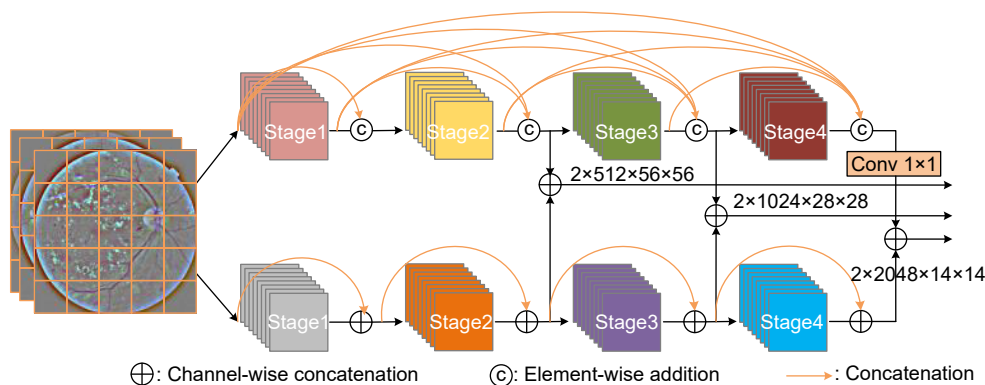 Stage1
Stage2
Stage3
Stage4
C
C
C
C
Conv 1×1
2×512×56×56
2×1024×28×28
2×2048×14×14
Stage1
Stage2
Stage3
Stage4
: Channel-wise concatenation
C : Element-wise addition
: Concatenation